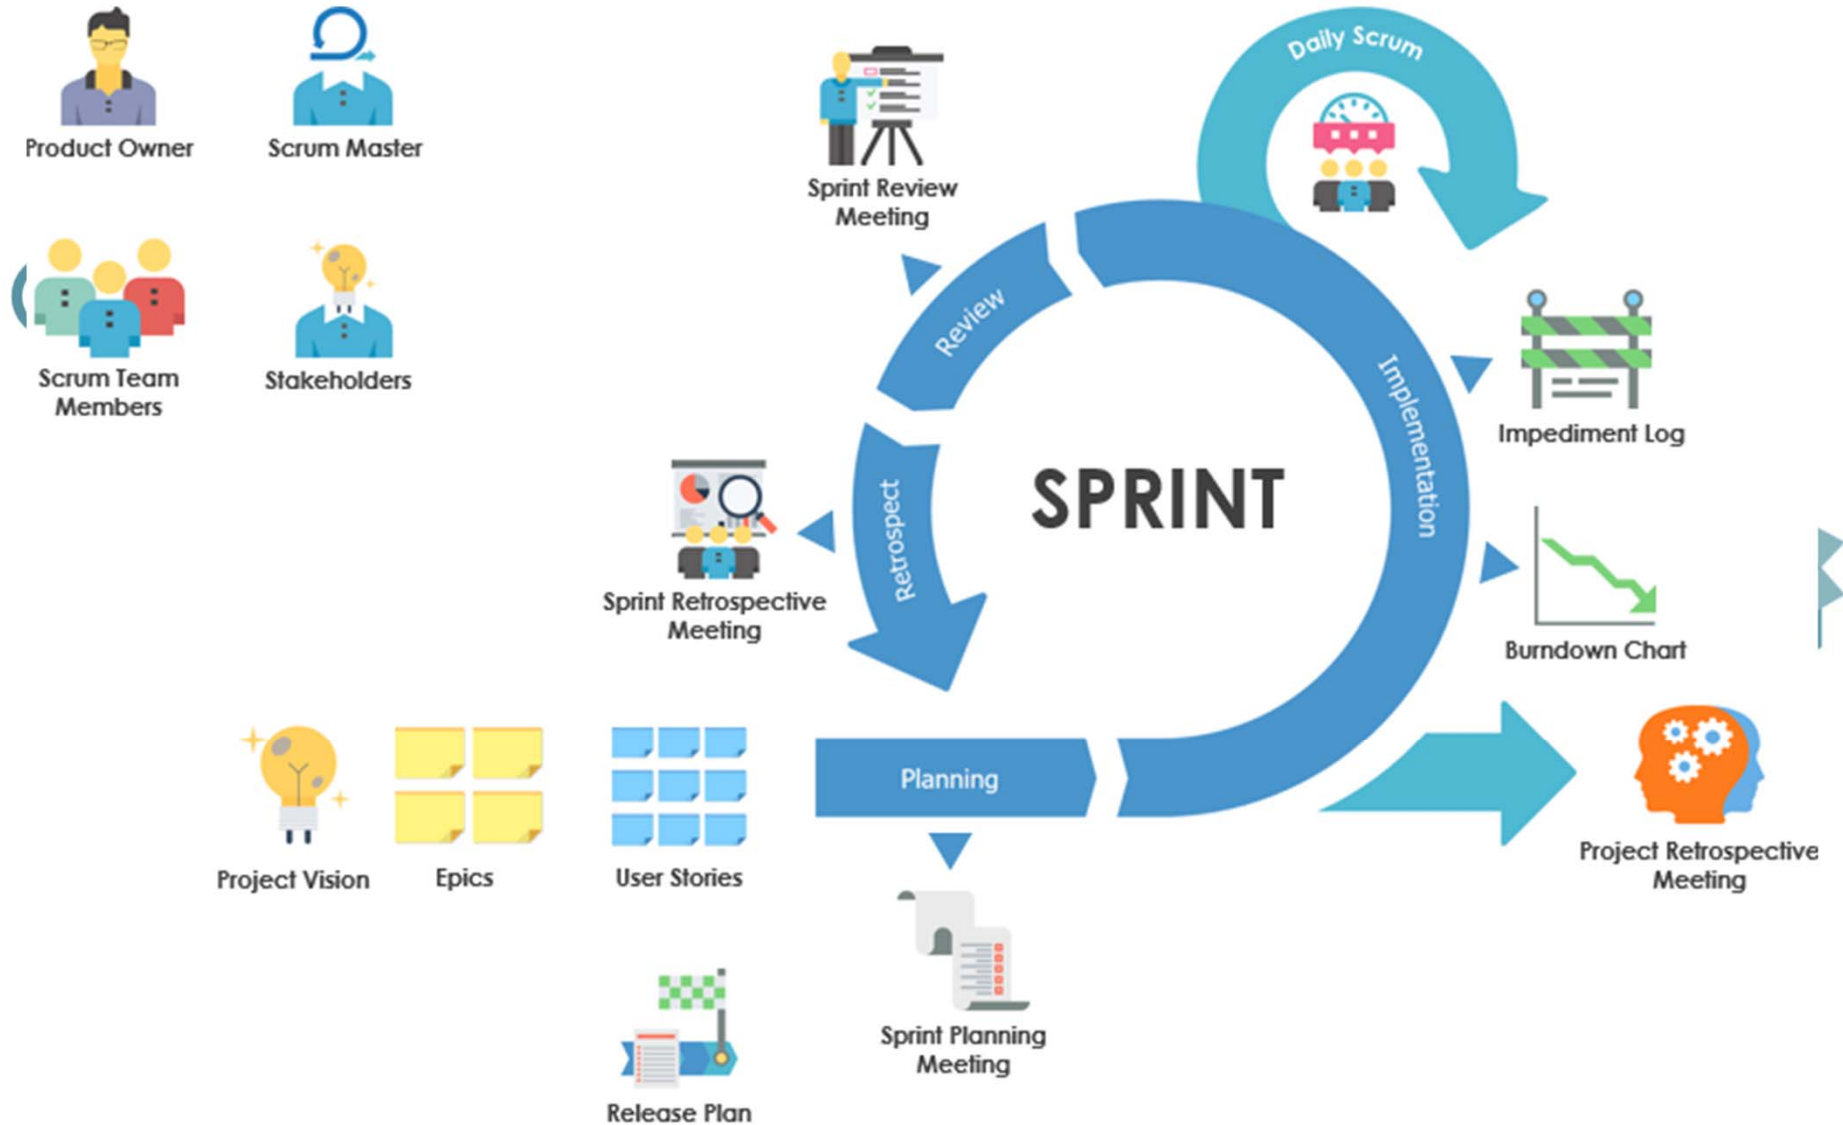 Product Owner
Scrum Master
Scrum Team
Members
Stakeholders
Sprint Review
Meeting
Daily Scrum
Review
Implementation
Impediment Log
SPRINT
Retrospect
Sprint Retrospective
Meeting
Burndown Chart
Project Vision
Epics
User Stories
Planning
Project Retrospective
Meeting
Sprint Planning
Meeting
Release Plan